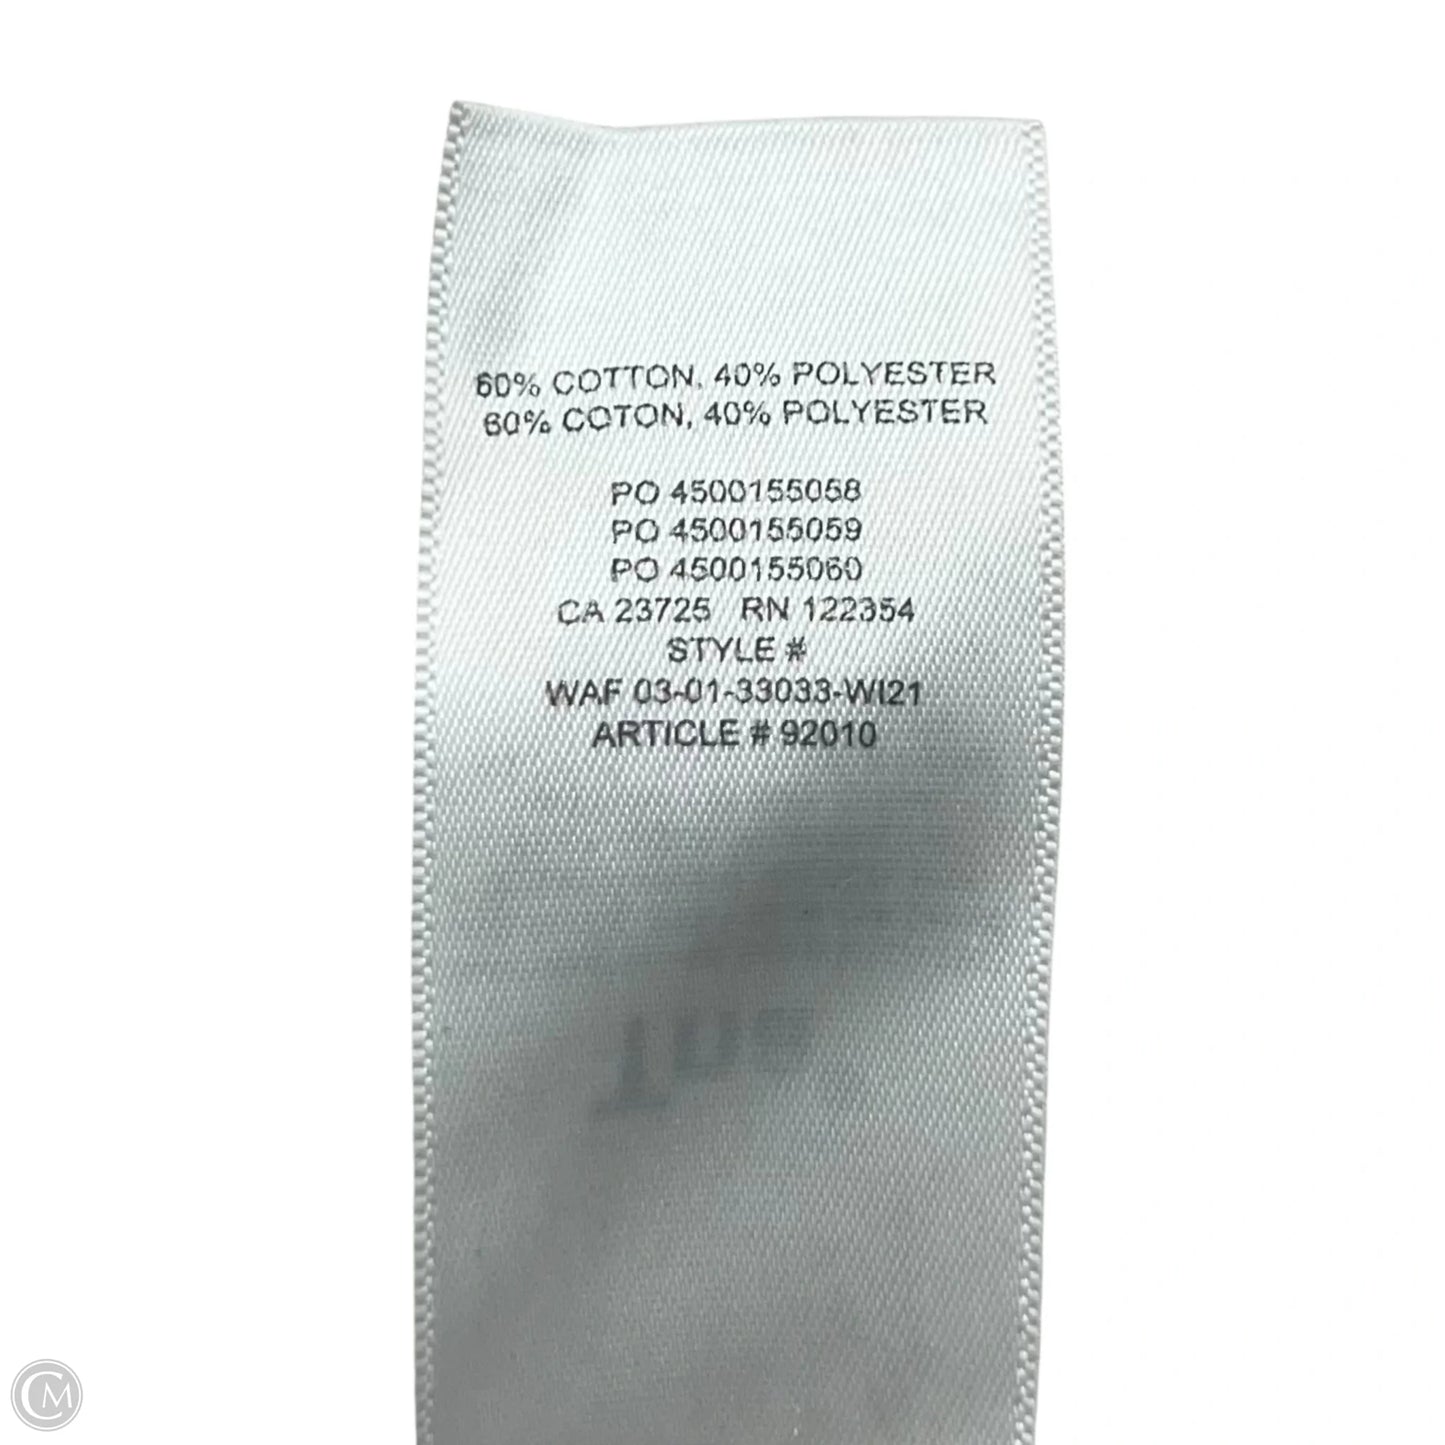 60% COTTON, 40% POLYESTER
60% COTON, 40% POLYESTER
PO 4500155058
PO 4500155059
PO 4500155060
CA 23725 RN 122354
STYLE #
WAF 03-01-33033-WI21
ARTICLE # 92010
CM